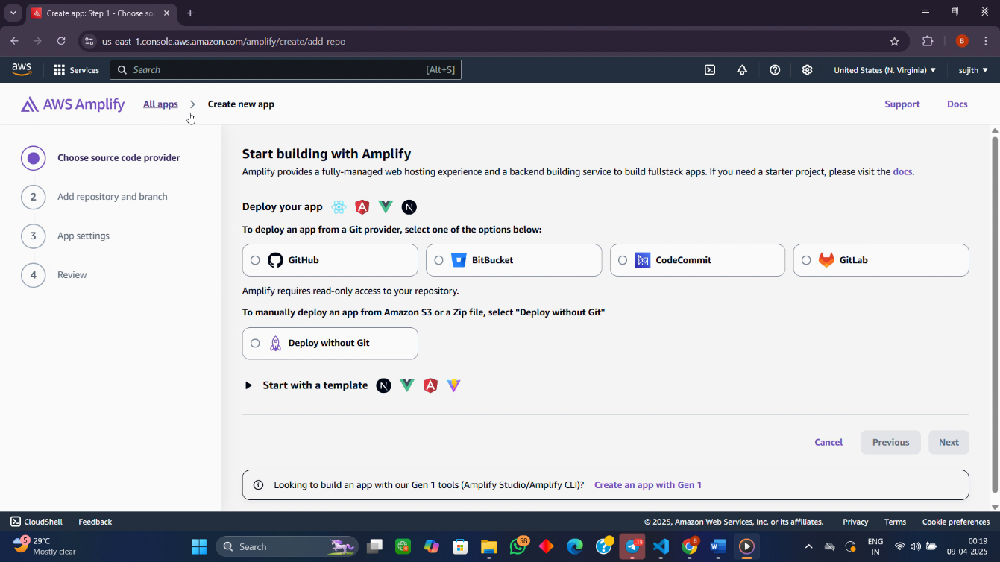 Create app: Step 1 - Choose so
us-east-1.console.aws.amazon.com/amplify/create/add-repo
B
aws
Services
Search
[Alt+S]
United States (N. Virginia)
sujith
AWS Amplify
All apps
Create new app
Support
Docs
Choose source code provider
2
Add repository and branch
3
App settings
4
Review
Start building with Amplify
Amplify provides a fully-managed web hosting experience and a backend building service to build fullstack apps. If you need a starter project, please visit the docs.
Deploy your app
N
To deploy an app from a Git provider, select one of the options below:
GitHub
BitBucket
CodeCommit
GitLab
Amplify requires read-only access to your repository.
To manually deploy an app from Amazon S3 or a Zip file, select "Deploy without Git"
Deploy without Git
Start with a template
N
Cancel
Previous
Next
Looking to build an app with our Gen 1 tools (Amplify Studio/Amplify CLI)? Create an app with Gen 1
CloudShell
Feedback
© 2025, Amazon Web Services, Inc. or its affiliates.
Privacy
Terms
Cookie preferences
5
29°C
Mostly clear
Search
58
19
B
W
ENG
IN
00:19
09-04-2025